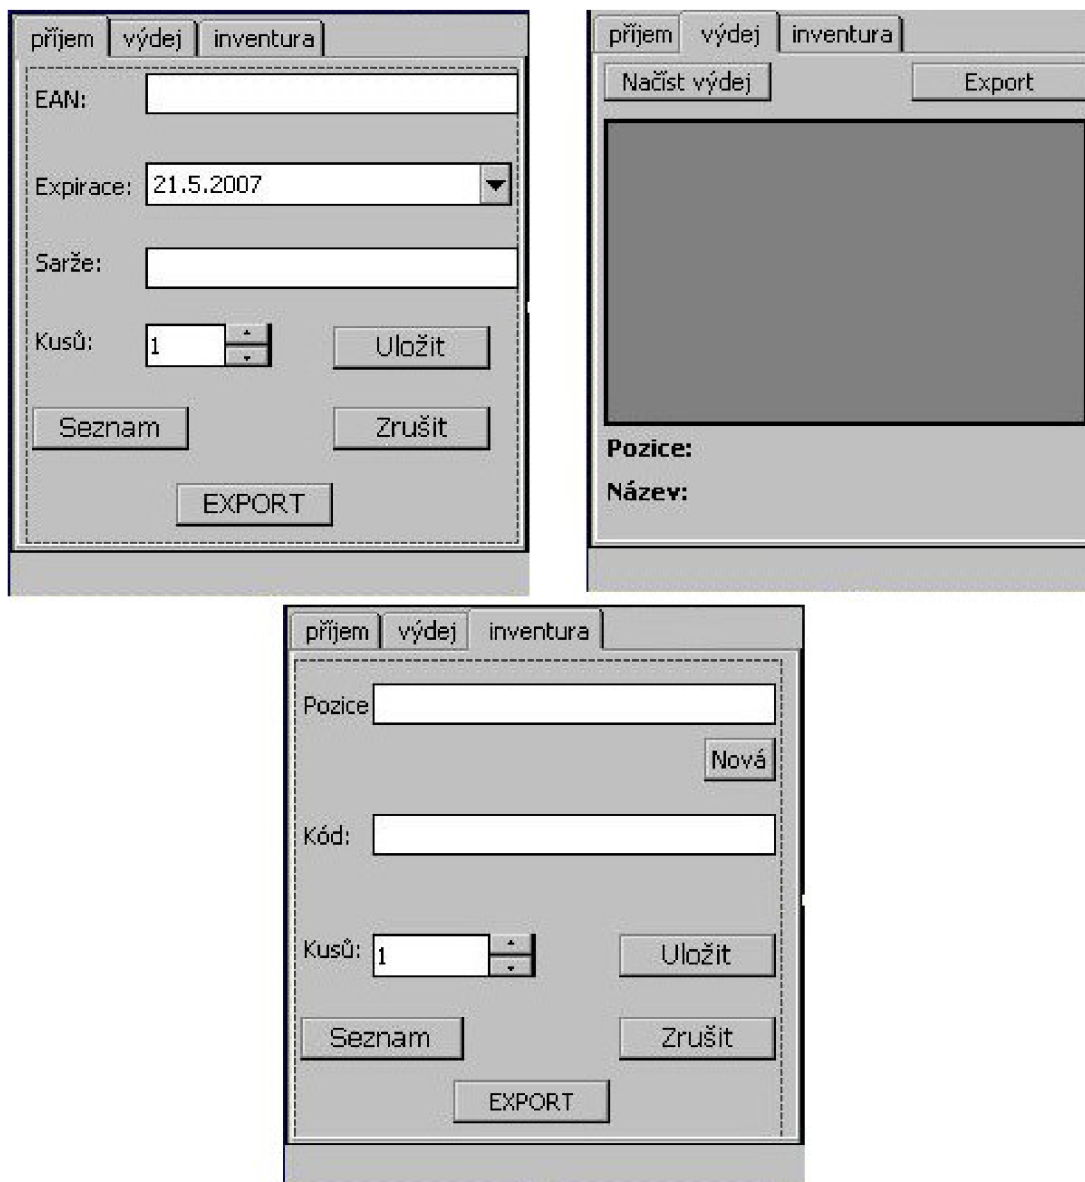 příjem výdej inventura
EAN:
Expirace: 21.5.2007
Sarže:
Kusů: 1 Uložit
Seznam Zrušit
EXPORT
příjem výdej inventura
Načíst výdej Export
Pozice:
Název:
příjem výdej inventura
Pozice
Nová
Kód:
Kusů: 1 Uložit
Seznam Zrušit
EXPORT